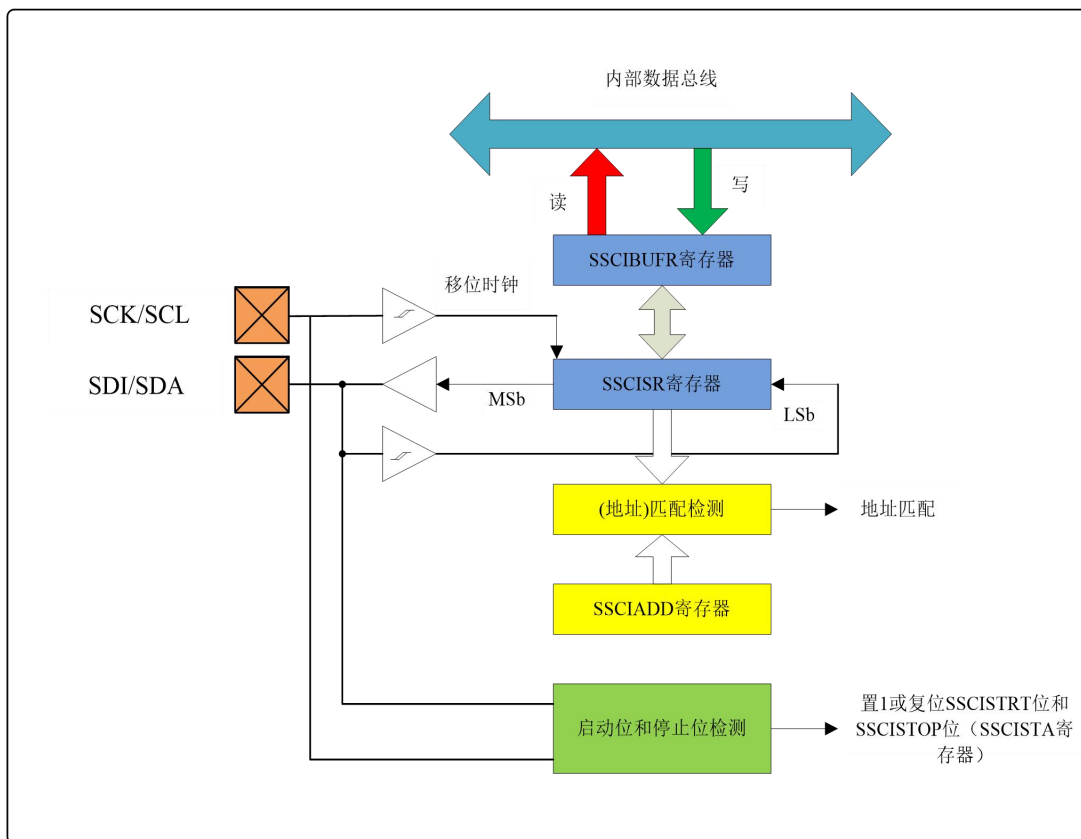 内部数据总线
读
写
SSCIBUFR寄存器
移位时钟
SCK/SCL
SDI/SDA
SSCISR寄存器
MSb
LSb
(地址)匹配检测
地址匹配
SSCIADD寄存器
启动位和停止位检测
置1或复位SSCISTRT位和
SSCISTOP位（SSCISTA寄
存器）